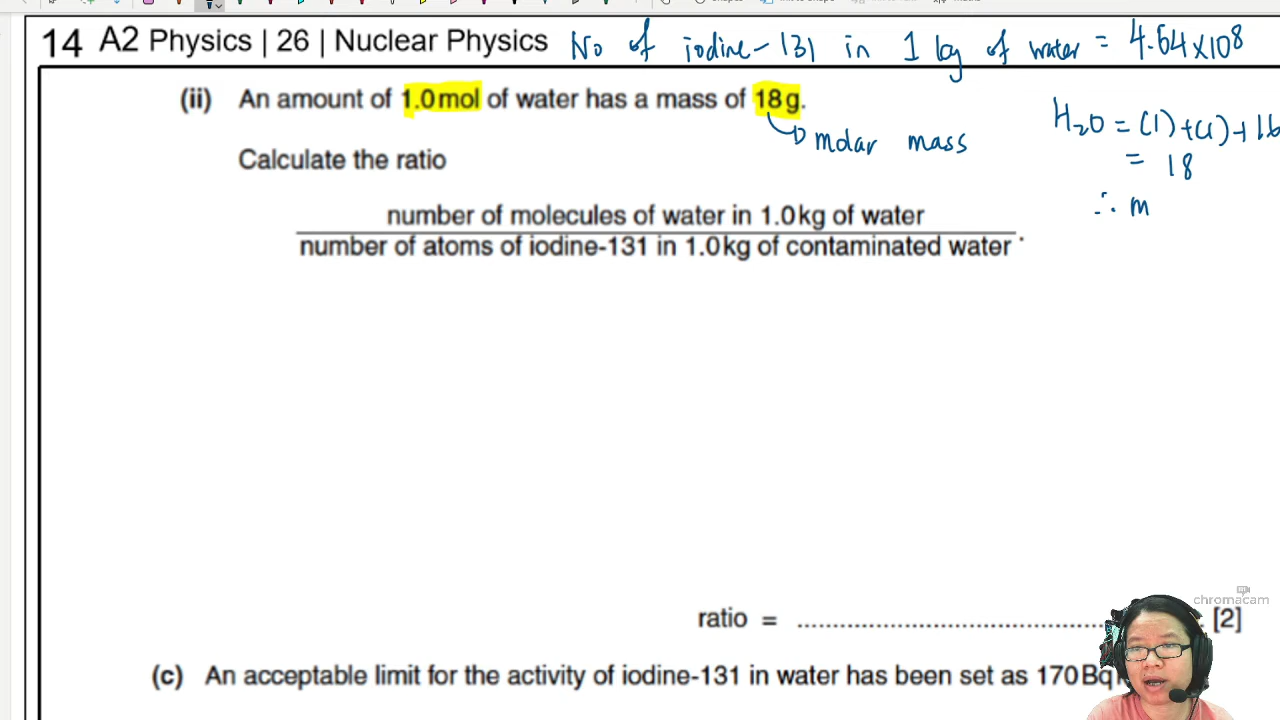 14 A2 Physics | 26 | Nuclear Physics No of iodine-131 in 1 kg of water = 4.54×10⁸
(ii) An amount of 1.0 mol of water has a mass of 18 g.
molar mass
H₂O = (1) + (1) + 16
= 18
∴ m
Calculate the ratio
number of molecules of water in 1.0 kg of water
number of atoms of iodine-131 in 1.0 kg of contaminated water .
chromacam
ratio = .......................................... [2]
(c) An acceptable limit for the activity of iodine-131 in water has been set as 170 Bq